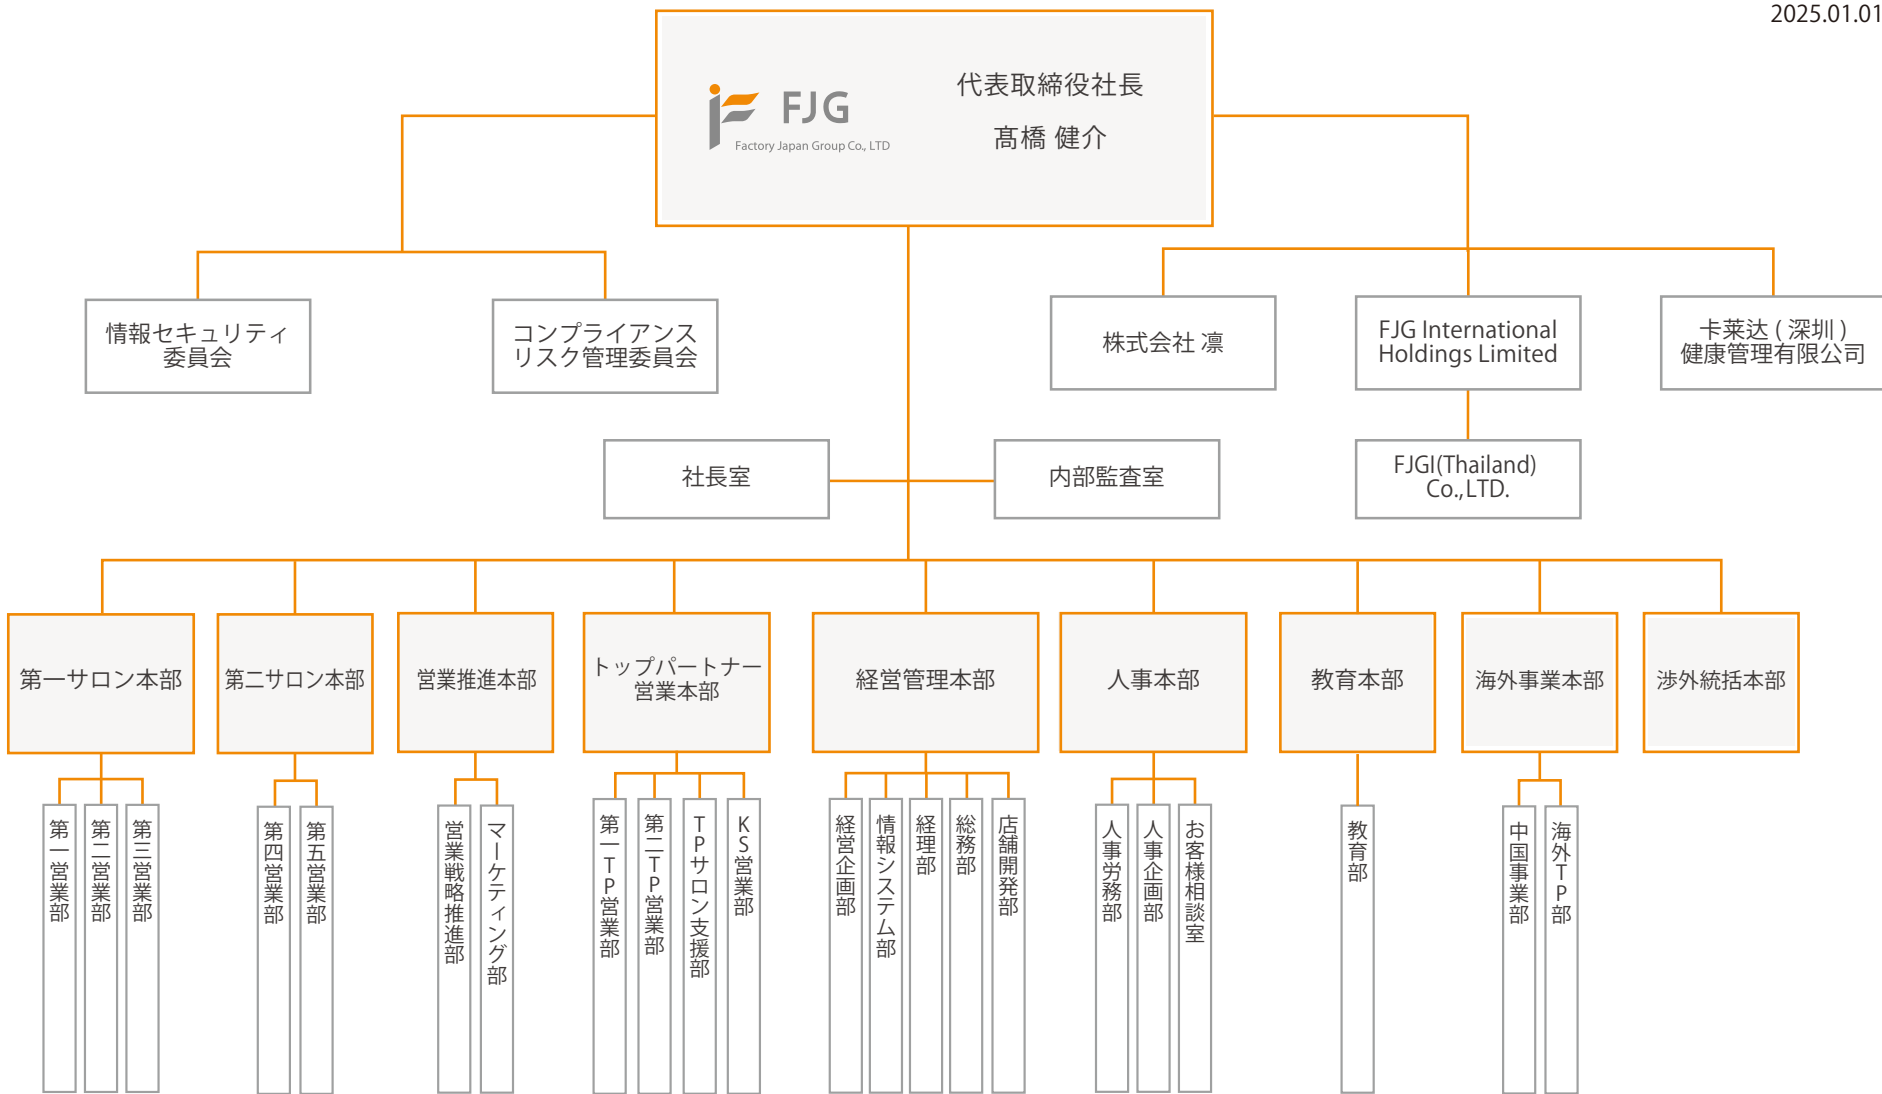 2025.01.01
FJG
Factory Japan Group Co., LTD
代表取締役社長
髙橋 健介
情報セキュリティ
委員会
コンプライアンス
リスク管理委員会
株式会社 凛
FJG International
Holdings Limited
卡莱达 ( 深圳 )
健康管理有限公司
社長室
内部監査室
FJGI(Thailand)
Co.,LTD.
第一サロン本部
第二サロン本部
営業推進本部
トップパートナー
営業本部
経営管理本部
人事本部
教育本部
海外事業本部
渉外統括本部
第一営業部
第二営業部
第三営業部
第四営業部
第五営業部
営業戦略推進部
マーケティング部
第一TP営業部
第二TP営業部
TPサロン支援部
KS営業部
経営企画部
情報システム部
経理部
総務部
店舗開発部
人事労務部
人事企画部
お客様相談室
教育部
中国事業部
海外TP部